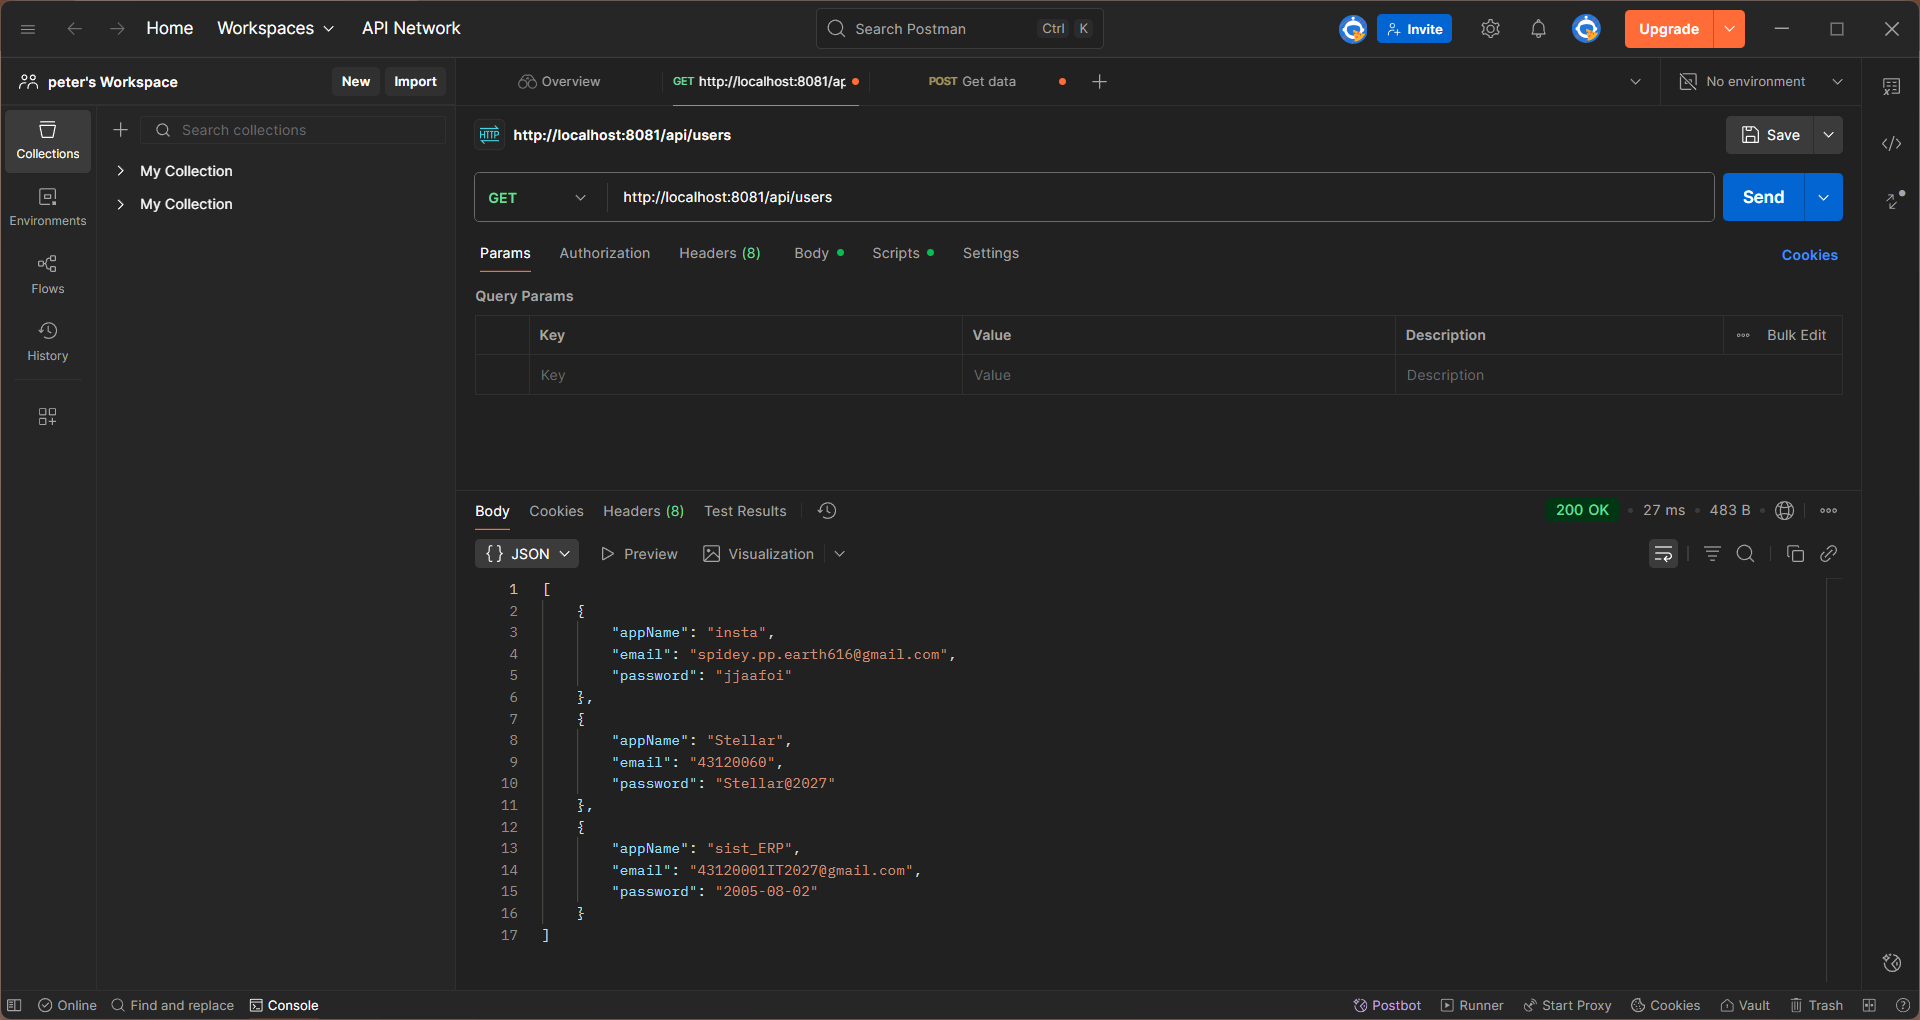 Home
Workspaces
API Network
Search Postman
Ctrl
K
Invite
Upgrade
peter's Workspace
New
Import
Overview
GET http://localhost:8081/ap
POST Get data
No environment
Collections
Search collections
My Collection
My Collection
Environments
Flows
History
HTTP
http://localhost:8081/api/users
Save
GET
http://localhost:8081/api/users
Send
Params
Authorization
Headers (8)
Body
Scripts
Settings
Cookies
Query Params
Key
Value
Description
Bulk Edit
Key
Value
Description
Body
Cookies
Headers (8)
Test Results
200 OK
27 ms
483 B
{} JSON
Preview
Visualization
1 [
2 {
3 "appName": "insta",
4 "email": "spidey.pp.earth616@gmail.com",
5 "password": "jjaafoi"
6 },
7 {
8 "appName": "Stellar",
9 "email": "43120060",
10 "password": "Stellar@2027"
11 },
12 {
13 "appName": "sist_ERP",
14 "email": "43120001IT2027@gmail.com",
15 "password": "2005-08-02"
16 }
17 ]
Online
Find and replace
Console
Postbot
Runner
Start Proxy
Cookies
Vault
Trash